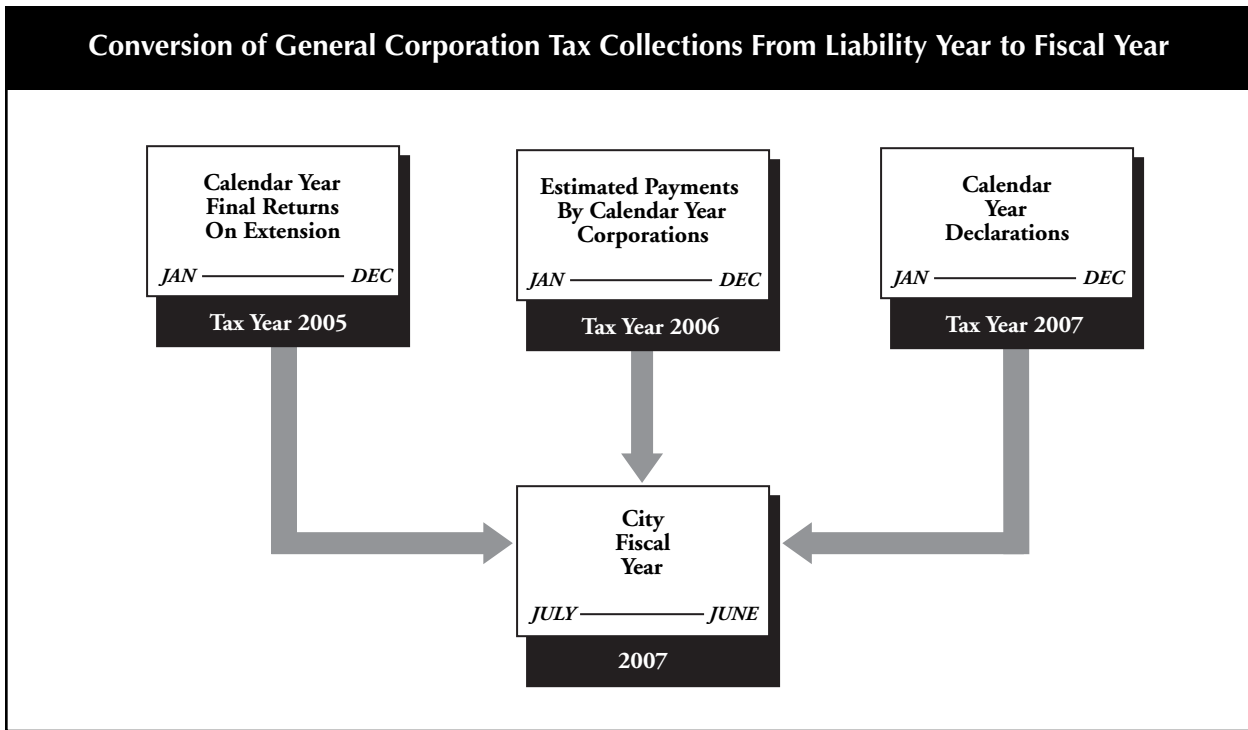 Conversion of General Corporation Tax Collections From Liability Year to Fiscal Year
Calendar Year
Final Returns
On Extension
JAN DEC
Tax Year 2005
Estimated Payments
By Calendar Year
Corporations
JAN DEC
Tax Year 2006
Calendar
Year
Declarations
JAN DEC
Tax Year 2007
City
Fiscal
Year
JULY JUNE
2007